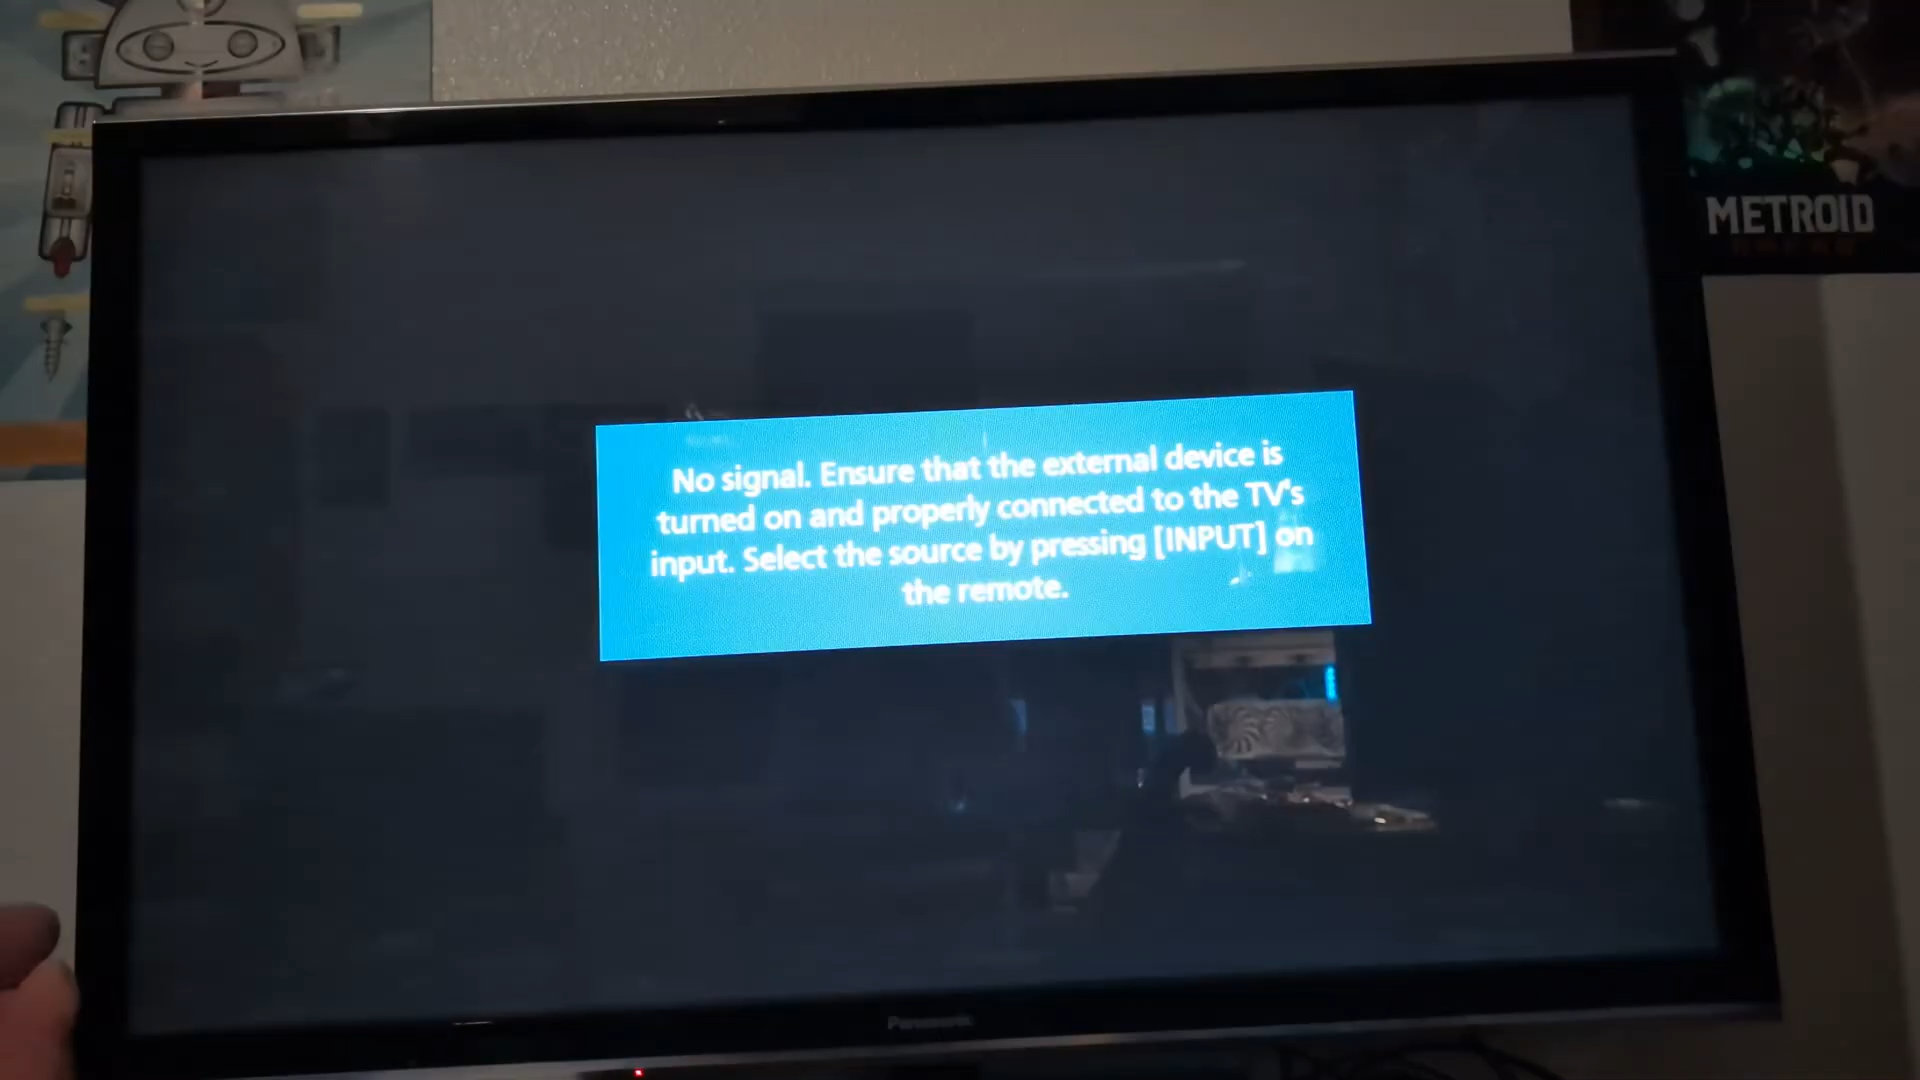 METROID
No signal. Ensure that the external device is
turned on and properly connected to the TV's
input. Select the source by pressing [INPUT] on
the remote.
Panasonic